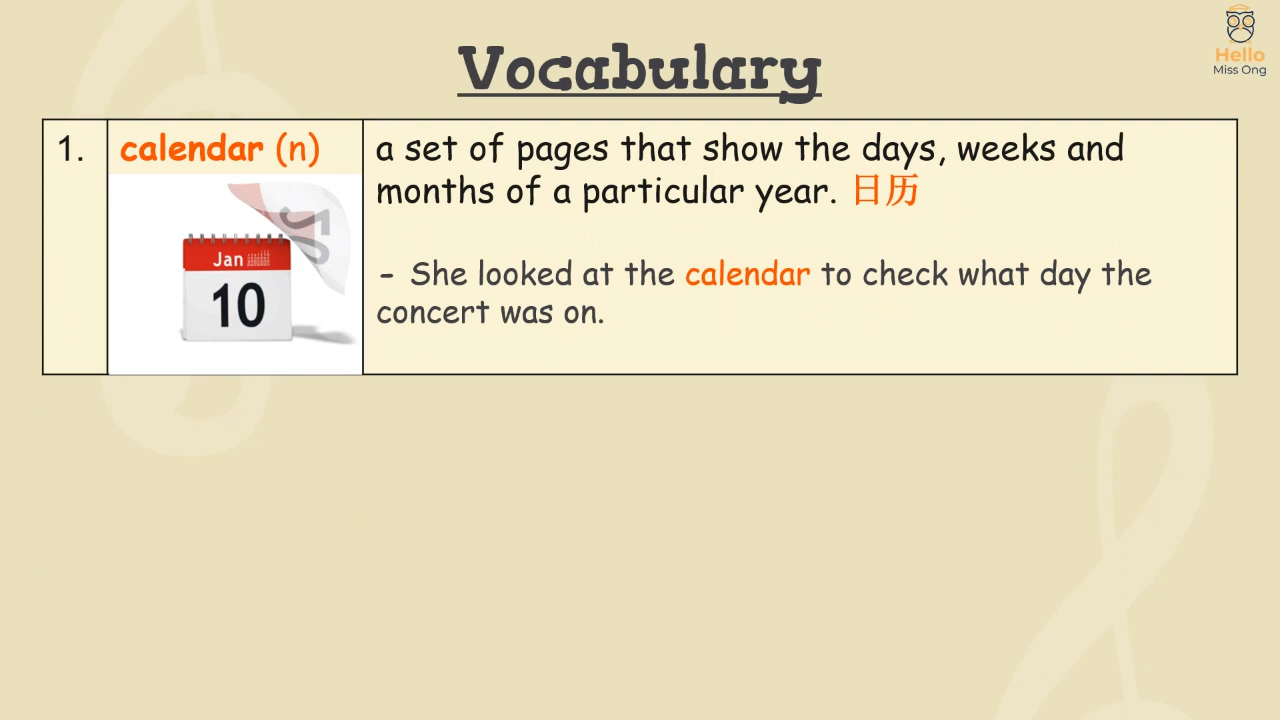 Hello
Miss Ong
Vocabulary
1.
calendar (n)
Jan
10
a set of pages that show the days, weeks and
months of a particular year. 日历
- She looked at the calendar to check what day the
concert was on.